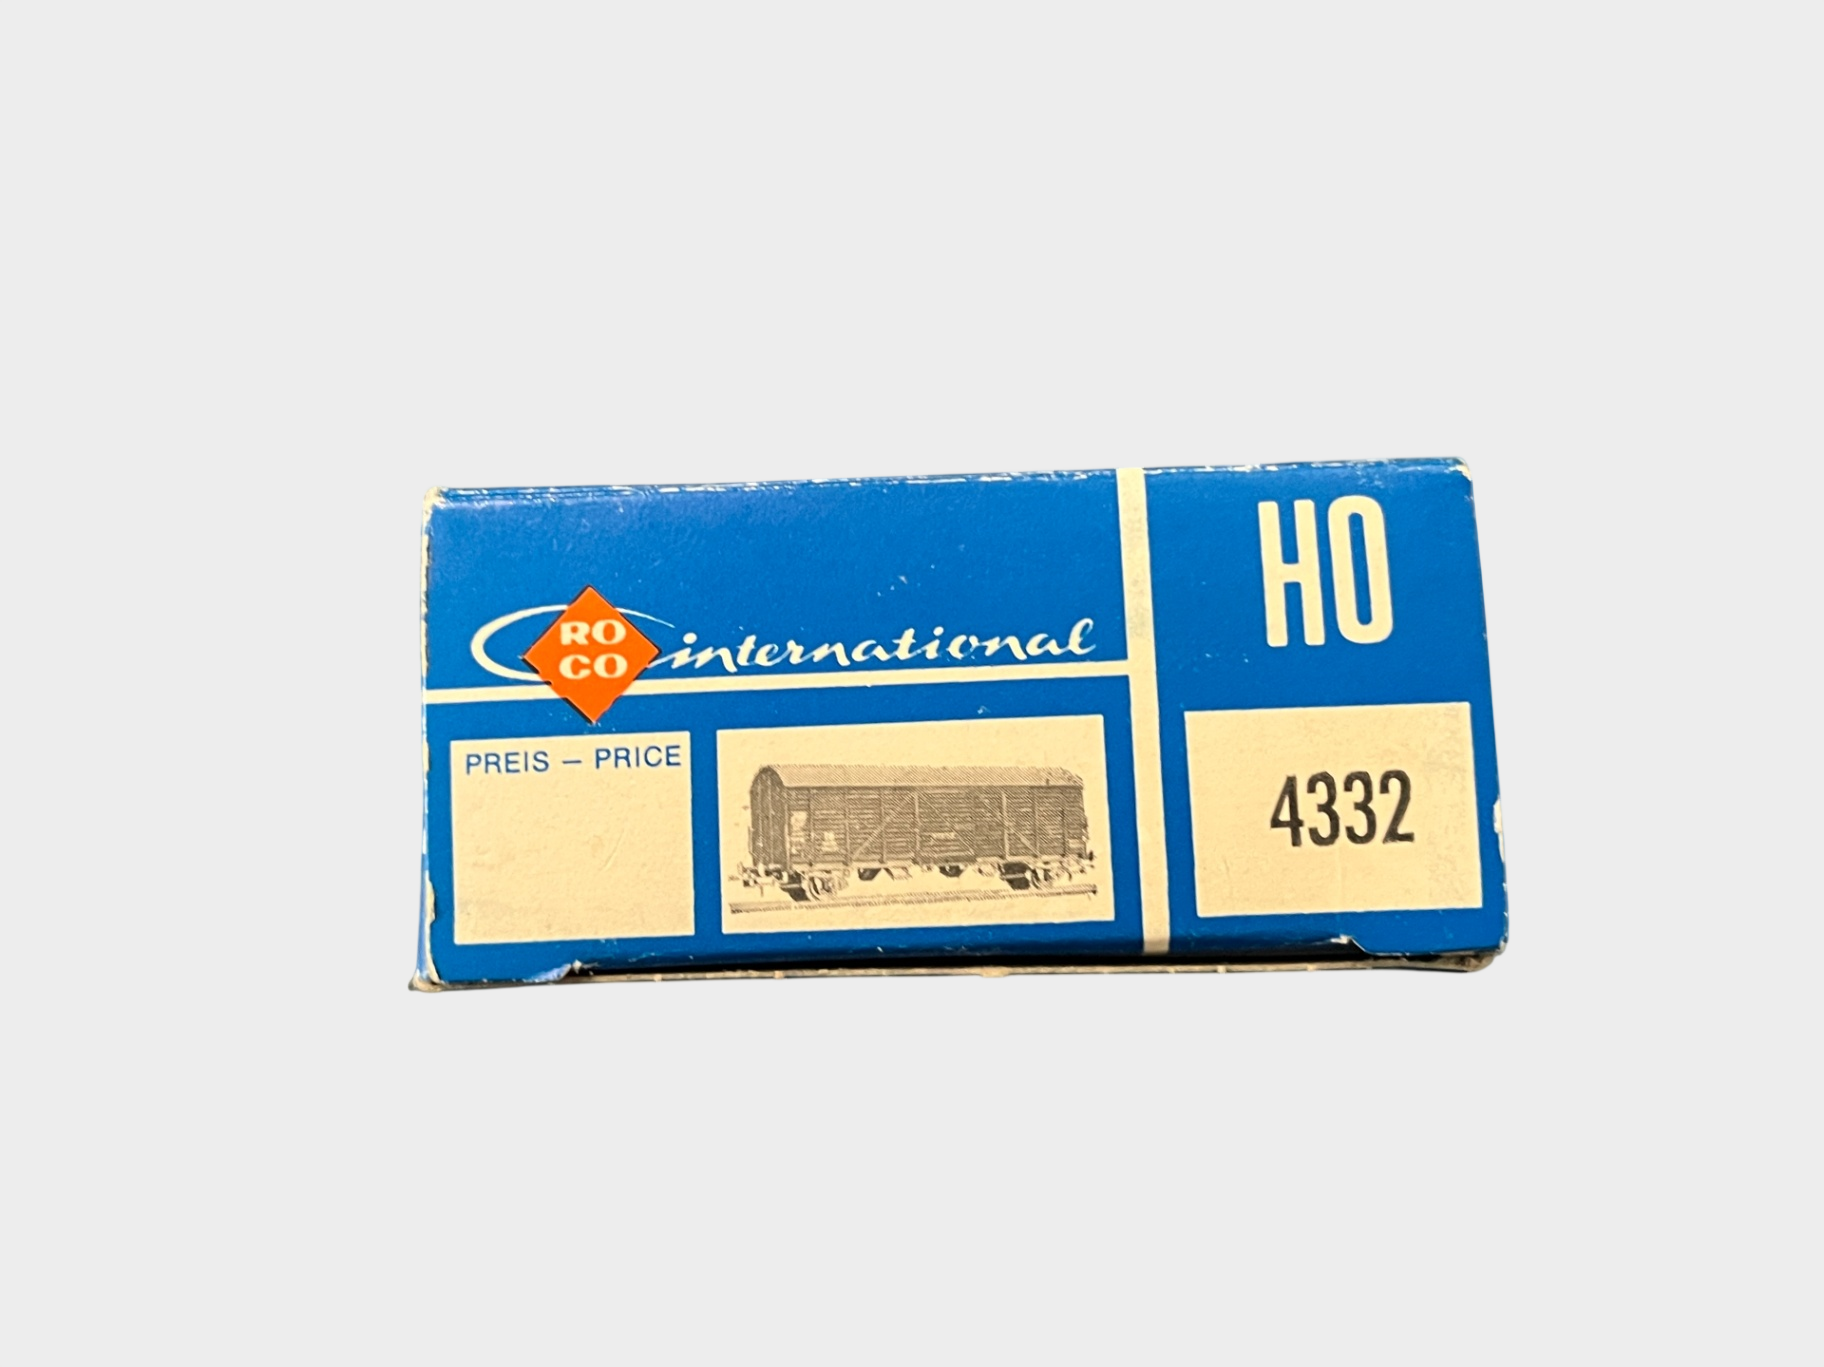 RO
CO
international
HO
PREIS – PRICE
4332